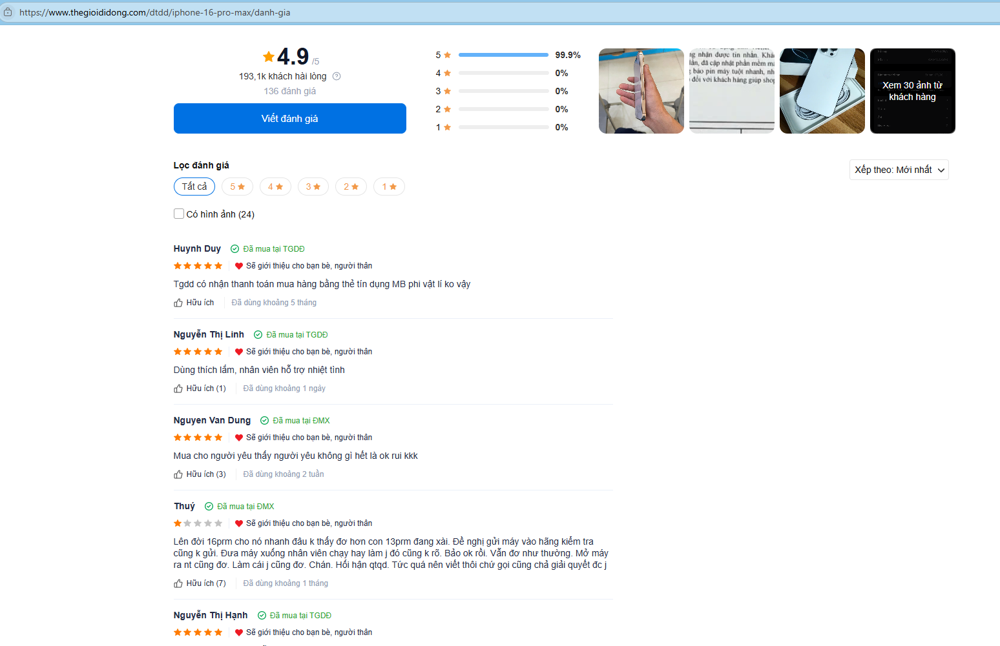 https://www.thegioididong.com/dtdd/iphone-16-pro-max/danh-gia
4.9 /5
193,1k khách hài lòng
136 đánh giá
Viết đánh giá
5 99.9%
4 0%
3 0%
2 0%
1 0%
g nhận được tin nhắn. Khá
lần, đã cập nhật phần mềm má
báo pin máy tuột nhanh, nh
đổi với khách hàng giúp shop
Xem 30 ảnh từ
khách hàng
Lọc đánh giá
Xếp theo: Mới nhất
Tất cả 5 4 3 2 1
Có hình ảnh (24)
Huynh Duy Đã mua tại TGDĐ
Sẽ giới thiệu cho bạn bè, người thân
Tgdd có nhận thanh toán mua hàng bằng thẻ tín dụng MB phi vật lí ko vậy
Hữu ích Đã dùng khoảng 5 tháng
Nguyễn Thị Linh Đã mua tại TGDĐ
Sẽ giới thiệu cho bạn bè, người thân
Dùng thích lắm, nhân viên hỗ trợ nhiệt tình
Hữu ích (1) Đã dùng khoảng 1 ngày
Nguyen Van Dung Đã mua tại ĐMX
Sẽ giới thiệu cho bạn bè, người thân
Mua cho người yêu thấy người yêu không gì hết là ok rui kkk
Hữu ích (3) Đã dùng khoảng 2 tuần
Thuý Đã mua tại ĐMX
Sẽ giới thiệu cho bạn bè, người thân
Lên đời 16prm cho nó nhanh đâu k thấy đơ hơn con 13prm đang xài. Đề nghị gửi máy vào hãng kiểm tra
cũng k gửi. Đưa máy xuống nhân viên chạy hay làm j đó cũng k rõ. Bảo ok rồi. Vẫn đơ như thường. Mở máy
ra nt cũng đơ. Làm cái j cũng đơ. Chán. Hối hận qtqd. Tức quá nên viết thôi chứ gọi cũng chả giải quyết đc j
Hữu ích (7) Đã dùng khoảng 1 tháng
Nguyễn Thị Hạnh Đã mua tại TGDĐ
Sẽ giới thiệu cho bạn bè, người thân